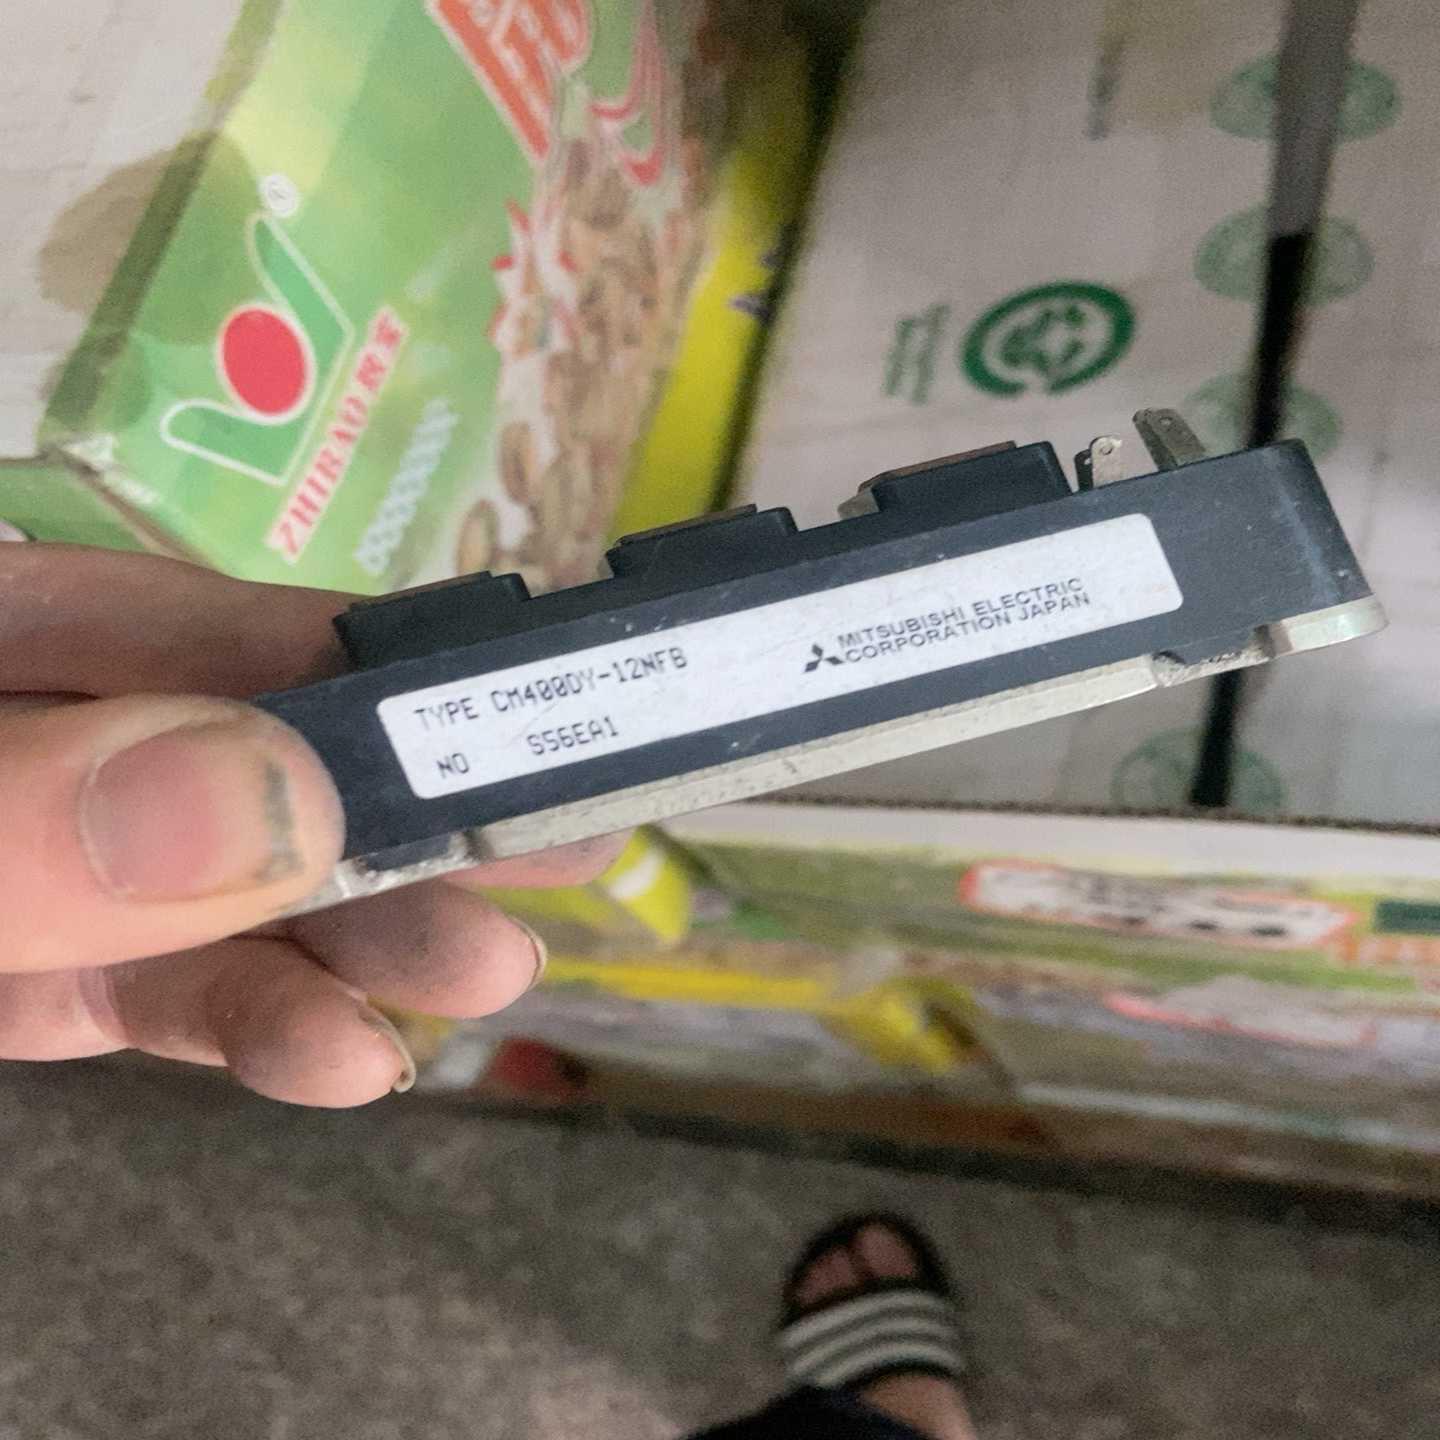 ZHIRAO
TYPE CM400DY-12NFB
NO S56EA1
MITSUBISHI ELECTRIC
CORPORATION JAPAN